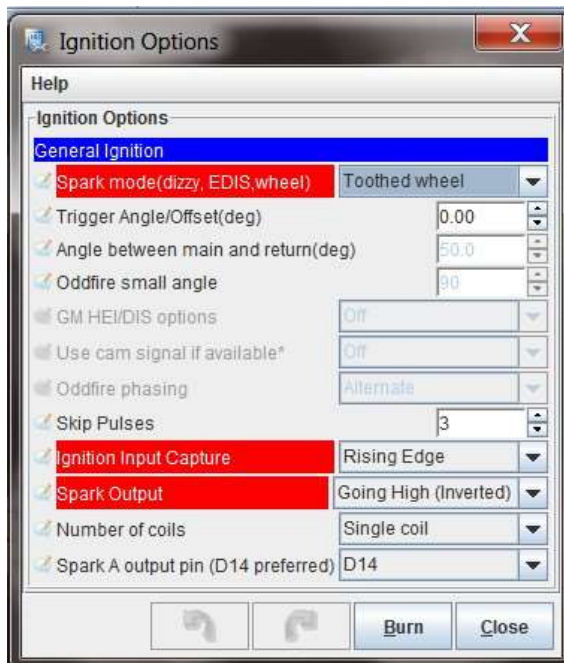 Ignition Options
X
Help
Ignition Options
General Ignition
Spark mode(dizzy, EDIS,wheel) Toothed wheel
Trigger Angle/Offset(deg) 0.00
Angle between main and return(deg) 50.0
Oddfire small angle 90
GM HEI/DIS options Off
Use cam signal if available* Off
Oddfire phasing Alternate
Skip Pulses 3
Ignition Input Capture Rising Edge
Spark Output Going High (Inverted)
Number of coils Single coil
Spark A output pin (D14 preferred) D14
Burn Close